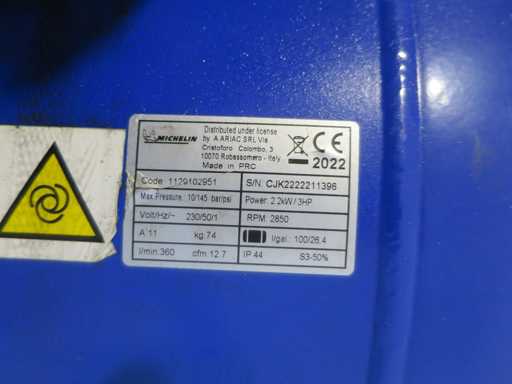 MICHELIN
Distributed under license
by A ARIAC SRL Via
Cristoforo Colombo, 3
10070 Robassomero - Italy
Made in PRC
CE
2022
Code 1129102951
S/N. CJK2222211396
Max.Pressure, 10/145 bar/psi
Power: 2.2kW/3HP
Volt/Hz/~ 230/50/1
RPM: 2850
A 11 kg.74
l/gal.: 100/26,4
l/min.360 cfm 12.7
IP 44 S3-50%